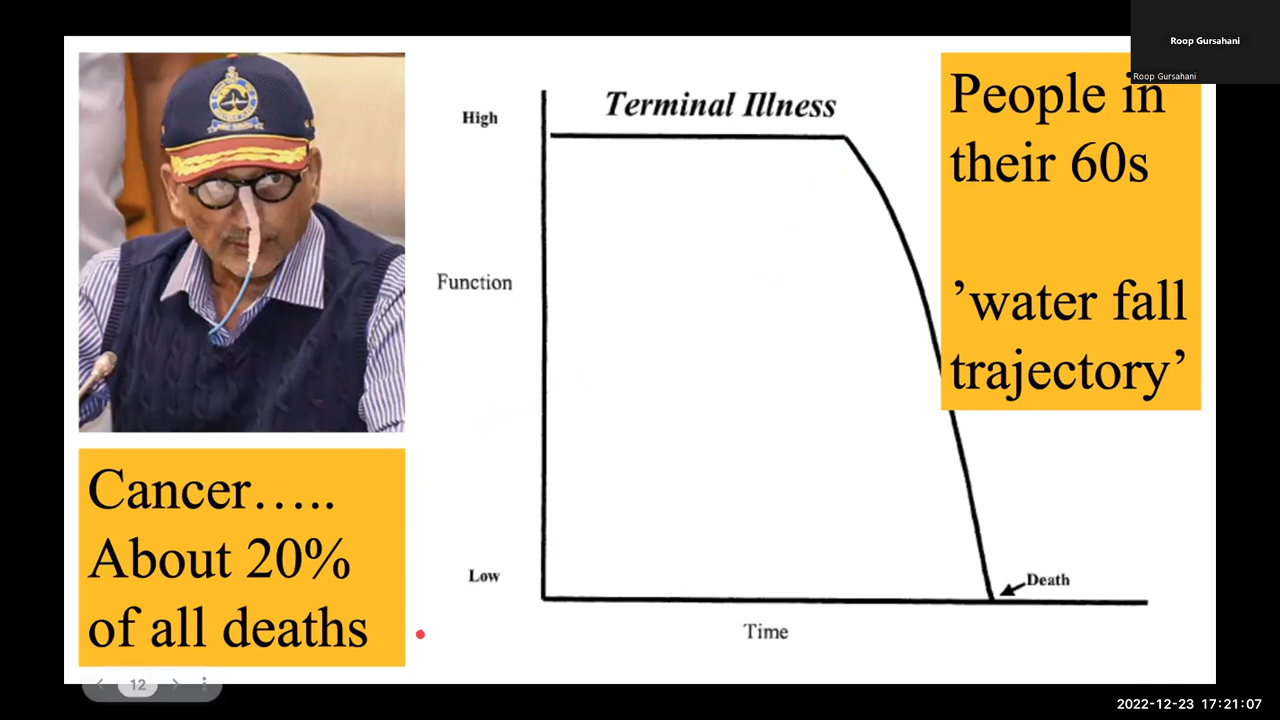 Roop Gursahani
Roop Gursahani
People in
their 60s
’water fall
trajectory’
Terminal Illness
High
Function
Low
Death
Time
Cancer…..
About 20%
of all deaths
12
2022-12-23 17:21:07